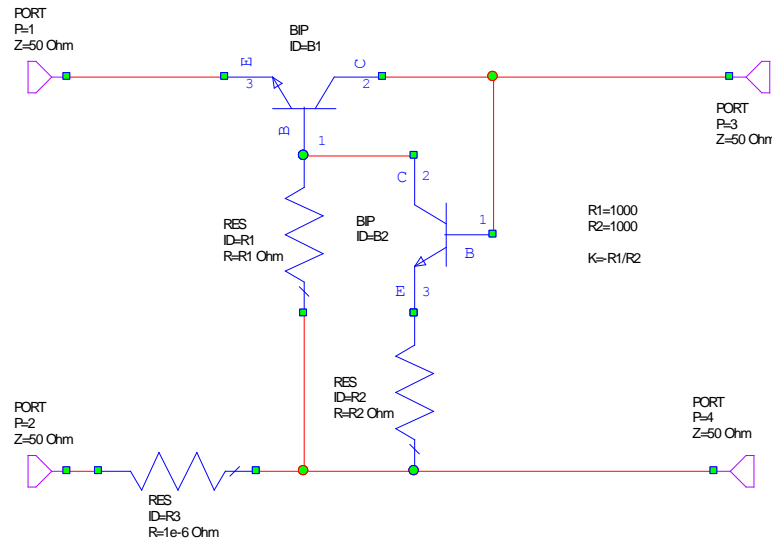 PORT
P=1
Z=50 Ohm
BIP
ID=B1
E
3
C
2
B
1
PORT
P=3
Z=50 Ohm
C
2
RES
ID=R1
R=R1 Ohm
BIP
ID=B2
1
B
E
3
R1=1000
R2=1000
K=-R1/R2
RES
ID=R2
R=R2 Ohm
PORT
P=2
Z=50 Ohm
PORT
P=4
Z=50 Ohm
RES
ID=R3
R=1e-6 Ohm